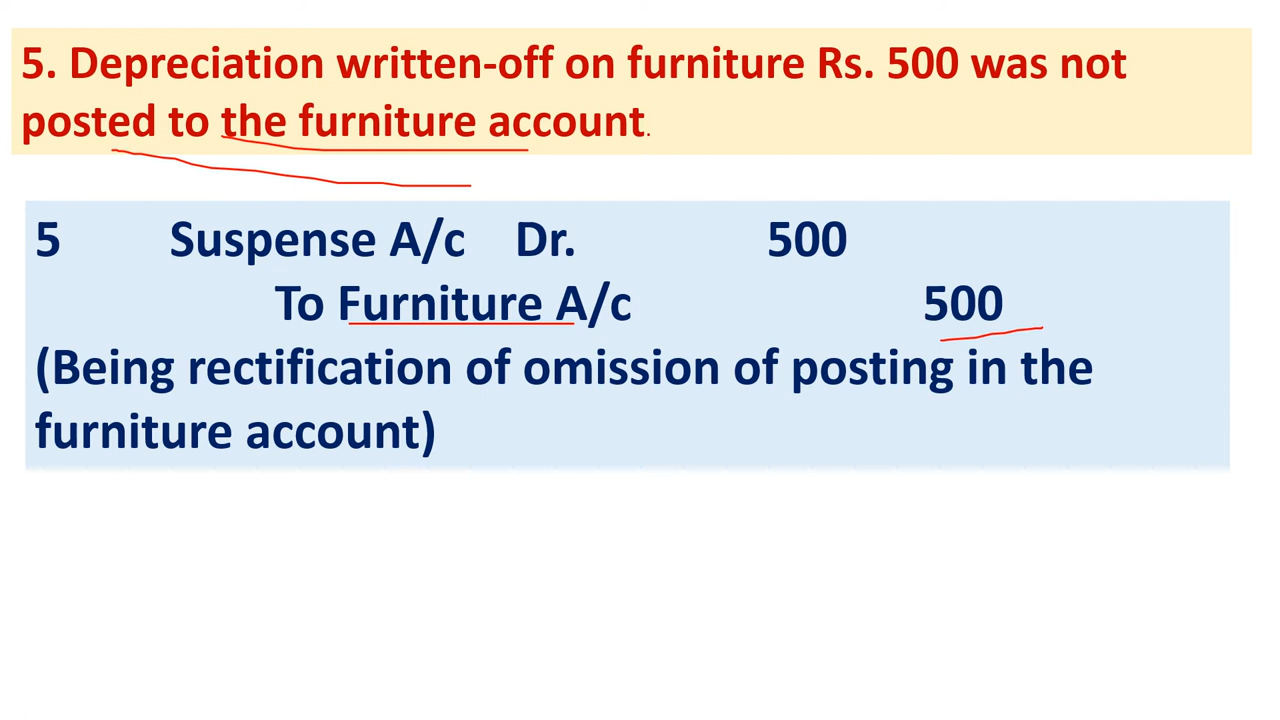 5. Depreciation written-off on furniture Rs. 500 was not
posted to the furniture account.
5 Suspense A/c Dr. 500
To Furniture A/c 500
(Being rectification of omission of posting in the
furniture account)